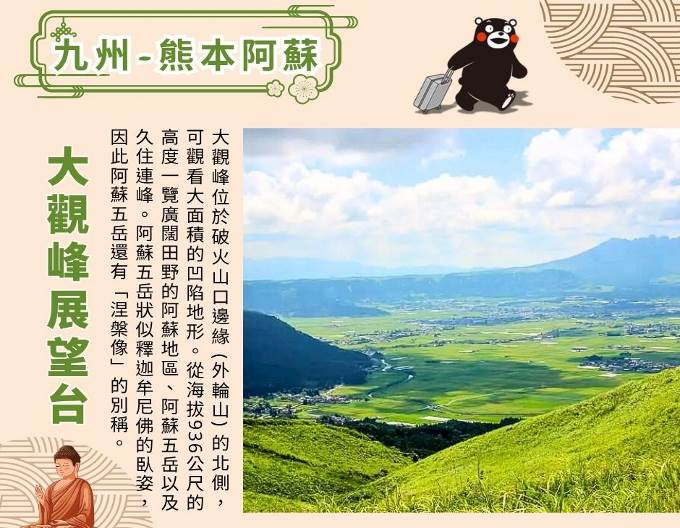 九州-熊本阿蘇
大觀峰展望台
大觀峰位於破火山口邊緣(外輪山)的北側，
可觀看大面積的凹陷地形。從海拔936公尺的
高度一覽廣闊田野的阿蘇地區、阿蘇五岳以及
久住連峰。阿蘇五岳狀似釋迦牟尼佛的臥姿，
因此阿蘇五岳還有「涅槃像」的別稱。